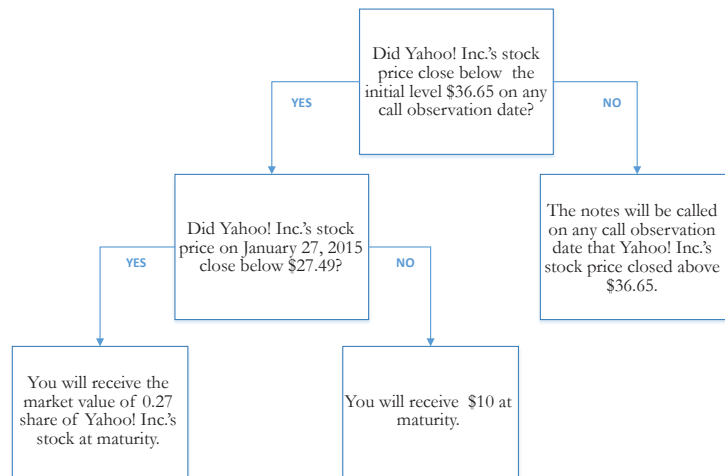 Did Yahoo! Inc.'s stock
price close below the
initial level $36.65 on any
call observation date?
YES
NO
Did Yahoo! Inc.'s stock
price on January 27, 2015
close below $27.49?
The notes will be called
on any call observation
date that Yahoo! Inc.'s
stock price closed above
$36.65.
YES
NO
You will receive the
market value of 0.27
share of Yahoo! Inc.'s
stock at maturity.
You will receive $10 at
maturity.